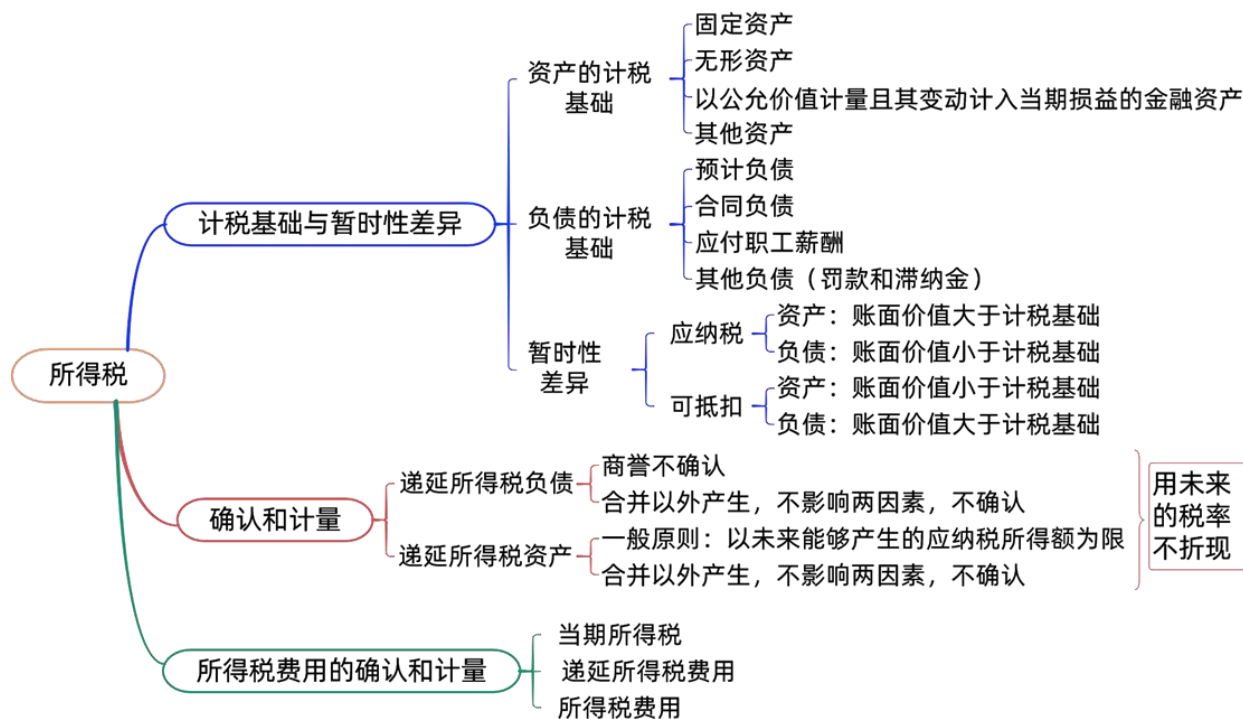 所得税
计税基础与暂时性差异
资产的计税
基础
固定资产
无形资产
以公允价值计量且其变动计入当期损益的金融资产
其他资产
负债的计税
基础
预计负债
合同负债
应付职工薪酬
其他负债（罚款和滞纳金）
暂时性
差异
应纳税
资产：账面价值大于计税基础
负债：账面价值小于计税基础
可抵扣
资产：账面价值小于计税基础
负债：账面价值大于计税基础
确认和计量
递延所得税负债
商誉不确认
合并以外产生，不影响两因素，不确认
递延所得税资产
一般原则：以未来能够产生的应纳税所得额为限
合并以外产生，不影响两因素，不确认
用未来
的税率
不折现
所得税费用的确认和计量
当期所得税
递延所得税费用
所得税费用